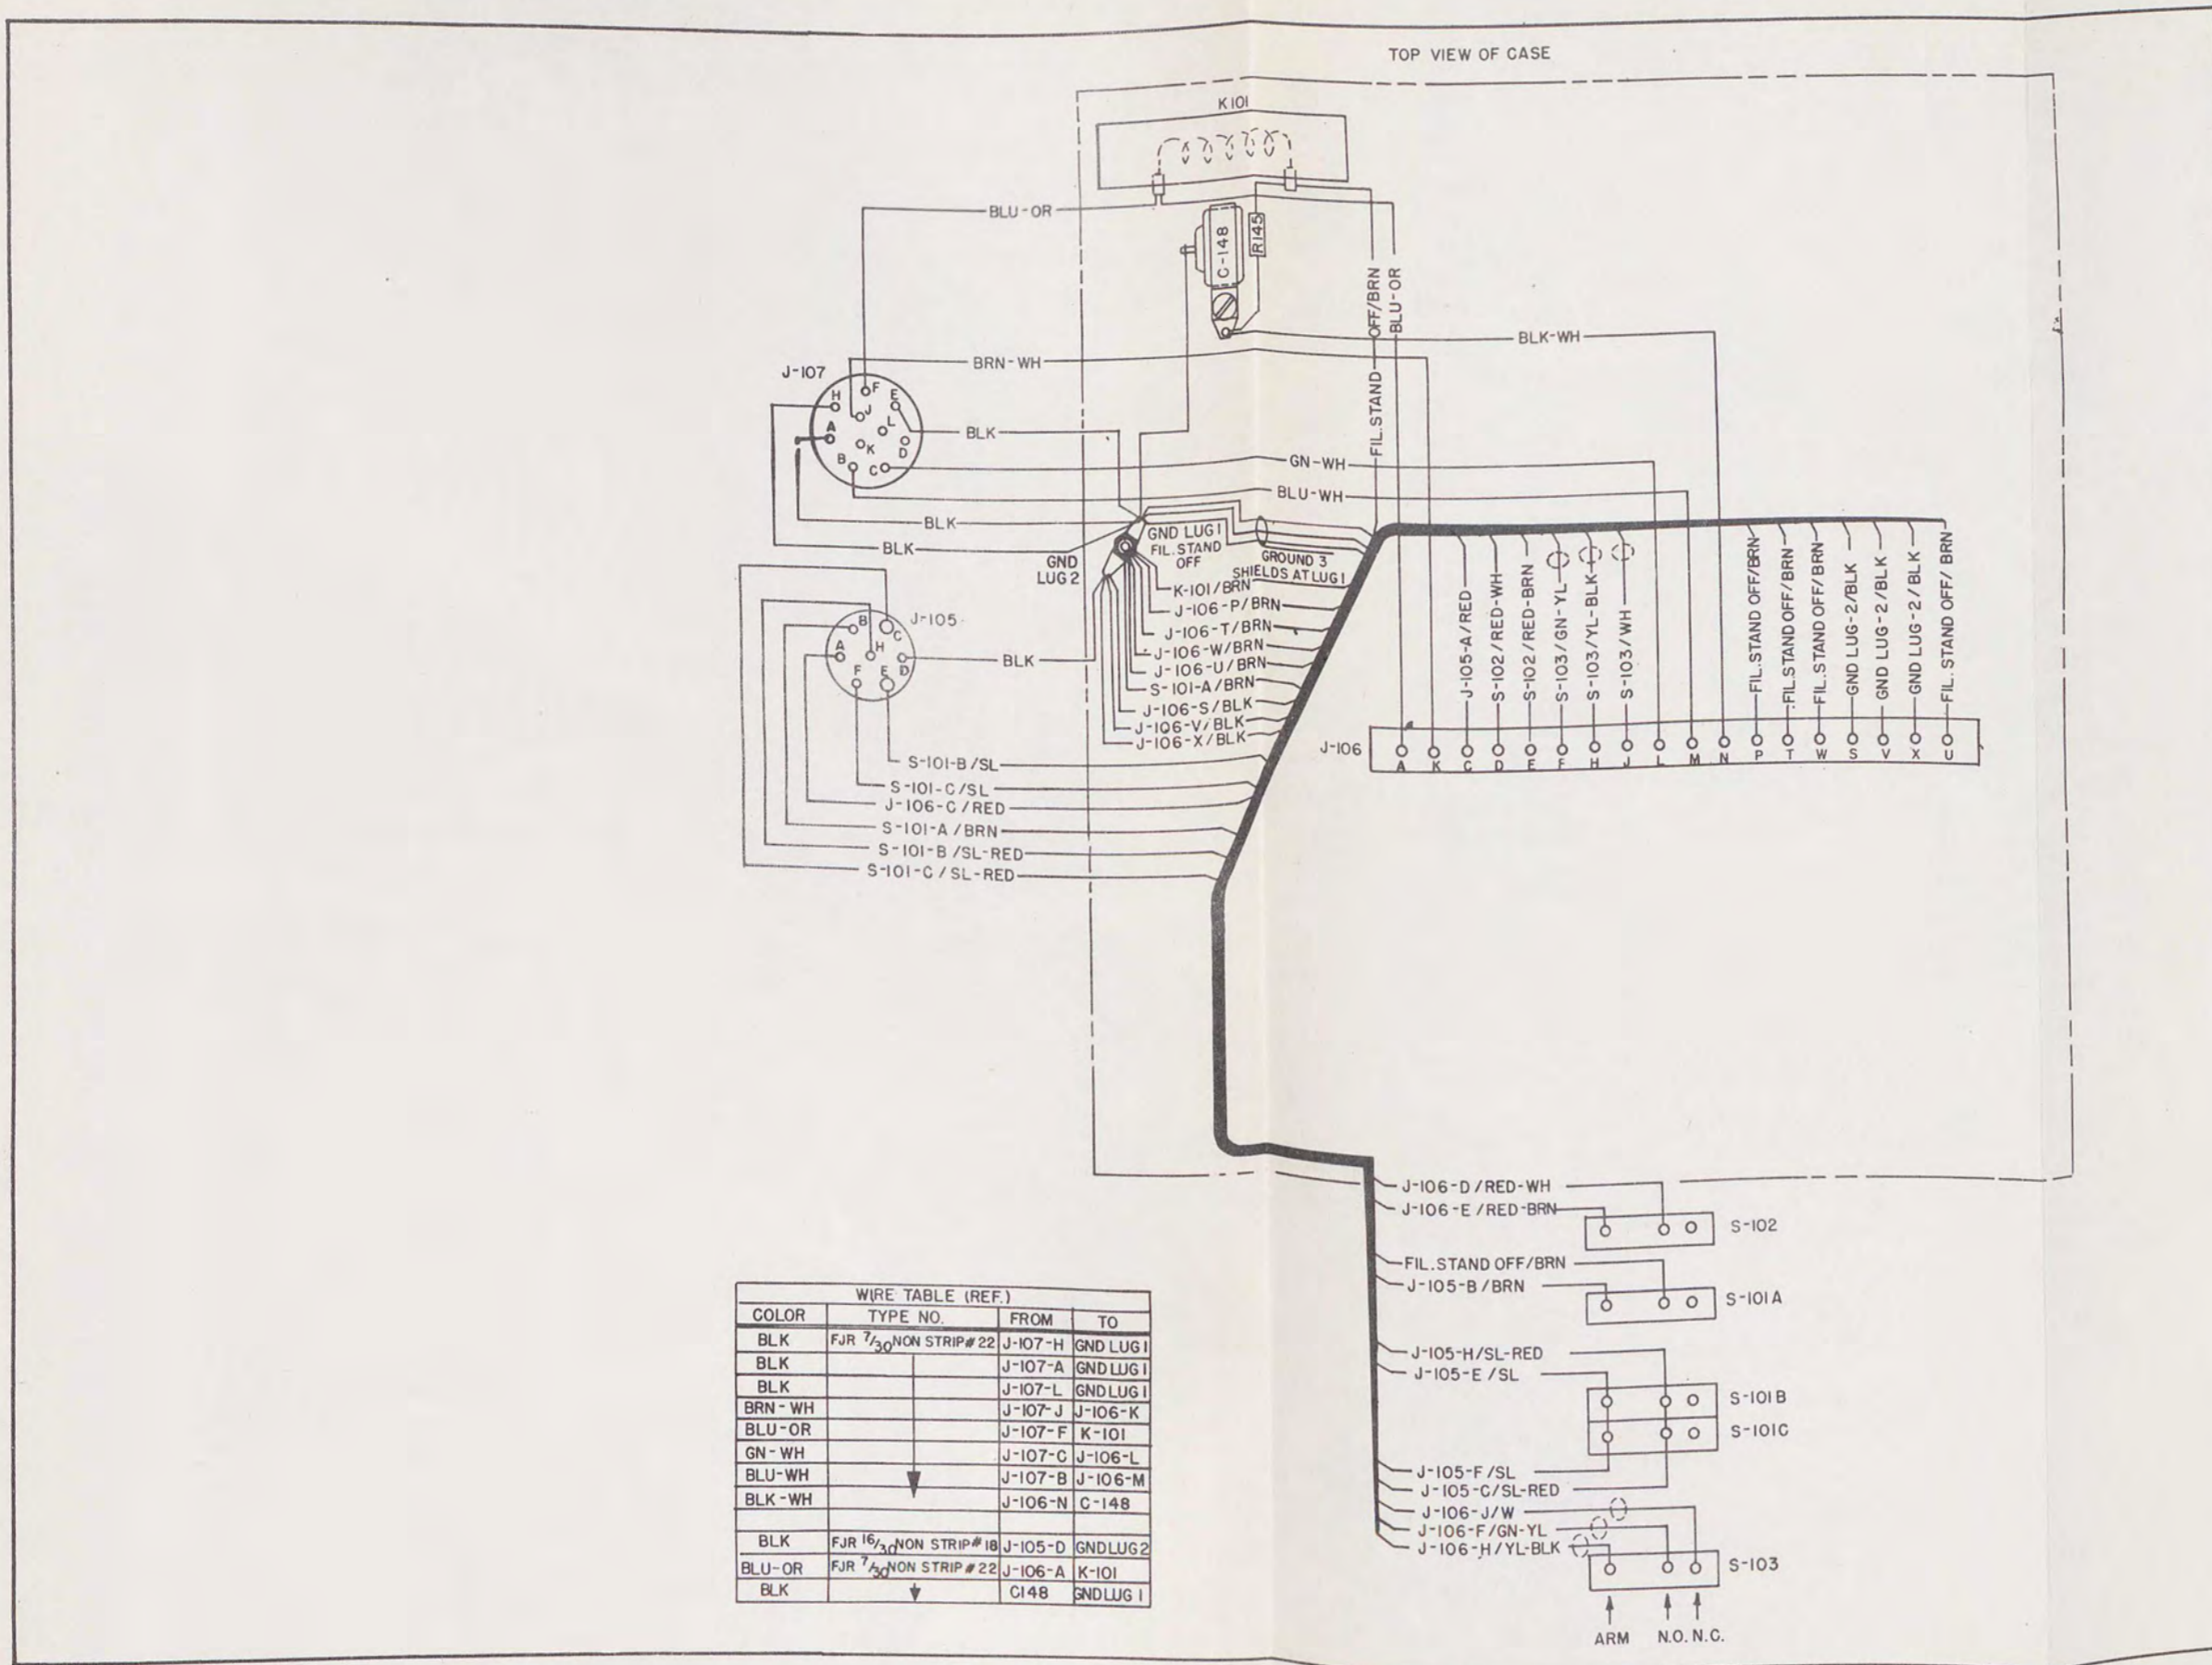 TOP VIEW OF CASE
K101
BLU-OR
C-148
R145
FIL.STAND OFF/BRN
BLU-OR
BLK-WH
BRN-WH
J-107
F
H
E
J
L
A
K
D
B
C
BLK
GN-WH
BLU-WH
BLK
BLK
GND LUG 1
FIL.STAND
OFF
GND
LUG 2
GROUND 3
SHIELDS AT LUG 1
K-101/BRN
J-106-P/BRN
J-106-T/BRN
J-106-W/BRN
J-106-U/BRN
S-101-A/BRN
J-106-S/BLK
J-106-V/BLK
J-106-X/BLK
J-105
B
C
A
H
F
E
D
BLK
S-101-B/SL
S-101-C/SL
J-106-C/RED
S-101-A/BRN
S-101-B/SL-RED
S-101-C/SL-RED
J-105-A/RED
S-102/RED-WH
S-102/RED-BRN
S-103/GN-YL
S-103/YL-BLK
S-103/WH
FIL.STAND OFF/BRN
FIL.STAND OFF/BRN
FIL.STAND OFF/BRN
GND LUG-2/BLK
GND LUG-2/BLK
GND LUG-2/BLK
FIL.STAND OFF/BRN
J-106
A K C D E F H J L M N P T W S V X U
J-106-D/RED-WH
J-106-E/RED-BRN
S-102
FIL.STAND OFF/BRN
J-105-B/BRN
S-101A
J-105-H/SL-RED
J-105-E/SL
S-101B
S-101C
J-105-F/SL
J-105-C/SL-RED
J-106-J/W
J-106-F/GN-YL
J-106-H/YL-BLK
S-103
ARM N.O. N.C.
WIRE TABLE (REF.)
COLOR TYPE NO. FROM TO
BLK FJR 7/30 NON STRIP#22 J-107-H GND LUG 1
BLK J-107-A GND LUG 1
BLK J-107-L GND LUG 1
BRN-WH J-107-J J-106-K
BLU-OR J-107-F K-101
GN-WH J-107-C J-106-L
BLU-WH J-107-B J-106-M
BLK-WH J-106-N C-148
BLK FJR 16/30 NON STRIP#18 J-105-D GND LUG 2
BLU-OR FJR 7/30 NON STRIP#22 J-106-A K-101
BLK C148 GND LUG 1